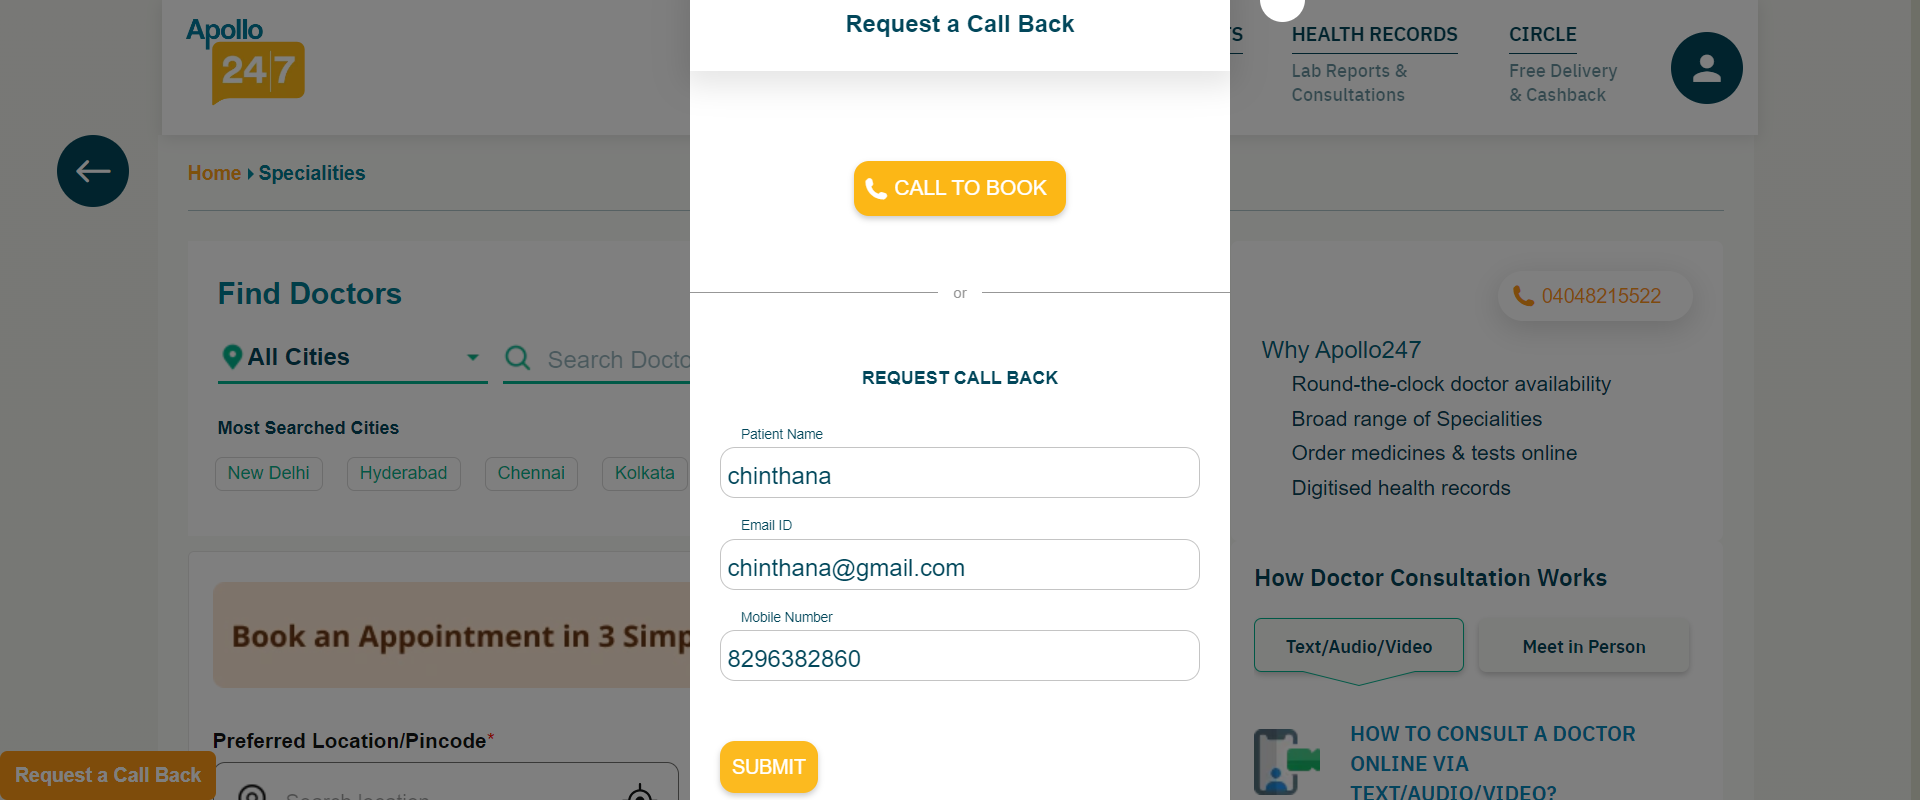 Request a Call Back
Apollo
24|7
S
HEALTH RECORDS
Lab Reports &
Consultations
CIRCLE
Free Delivery
& Cashback
Home
Specialities
CALL TO BOOK
or
Find Doctors
All Cities
Search Docto
Most Searched Cities
New Delhi
Hyderabad
Chennai
Kolkata
REQUEST CALL BACK
Patient Name
chinthana
Email ID
chinthana@gmail.com
Mobile Number
8296382860
SUBMIT
Book an Appointment in 3 Simp
Preferred Location/Pincode*
Search location
Request a Call Back
04048215522
Why Apollo247
Round-the-clock doctor availability
Broad range of Specialities
Order medicines & tests online
Digitised health records
How Doctor Consultation Works
Text/Audio/Video
Meet in Person
HOW TO CONSULT A DOCTOR
ONLINE VIA
TEXT/AUDIO/VIDEO?